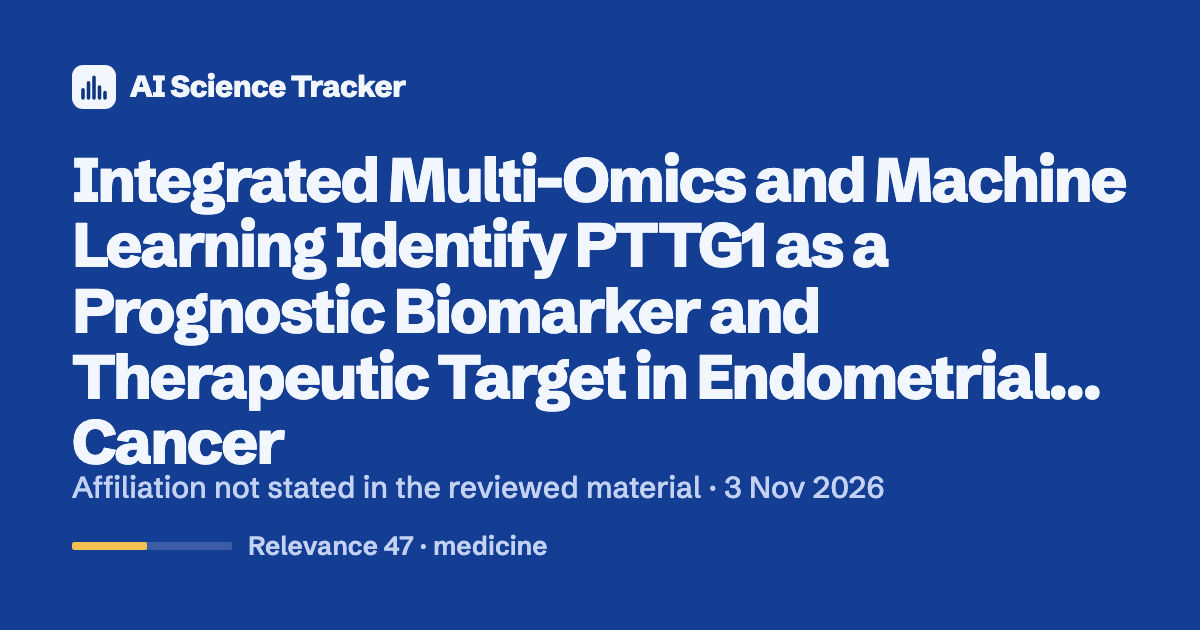 AI Science Tracker
Integrated Multi-Omics and Machine
Learning Identify PTTG1 as a
Prognostic Biomarker and
Therapeutic Target in Endometrial...
Cancer
Affiliation not stated in the reviewed material · 3 Nov 2026
Relevance 47 · medicine